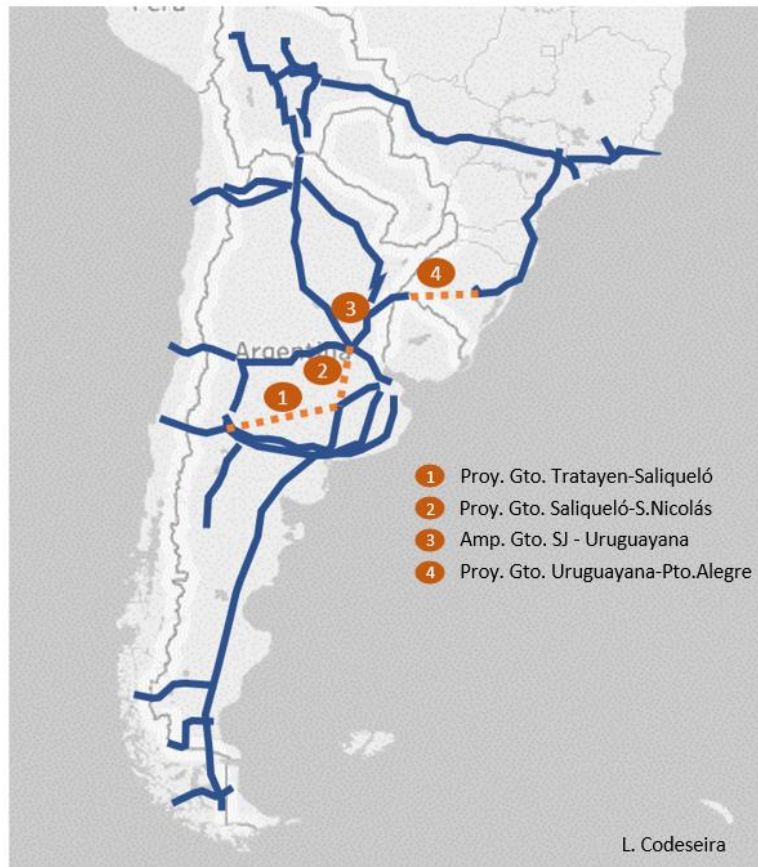 Peru
3
4
Argentina
2
1
1 Proy. Gto. Tratayen-Saliqueló
2 Proy. Gto. Saliqueló-S.Nicolás
3 Amp. Gto. SJ - Uruguayana
4 Proy. Gto. Uruguayana-Pto.Alegre
L. Codeseira